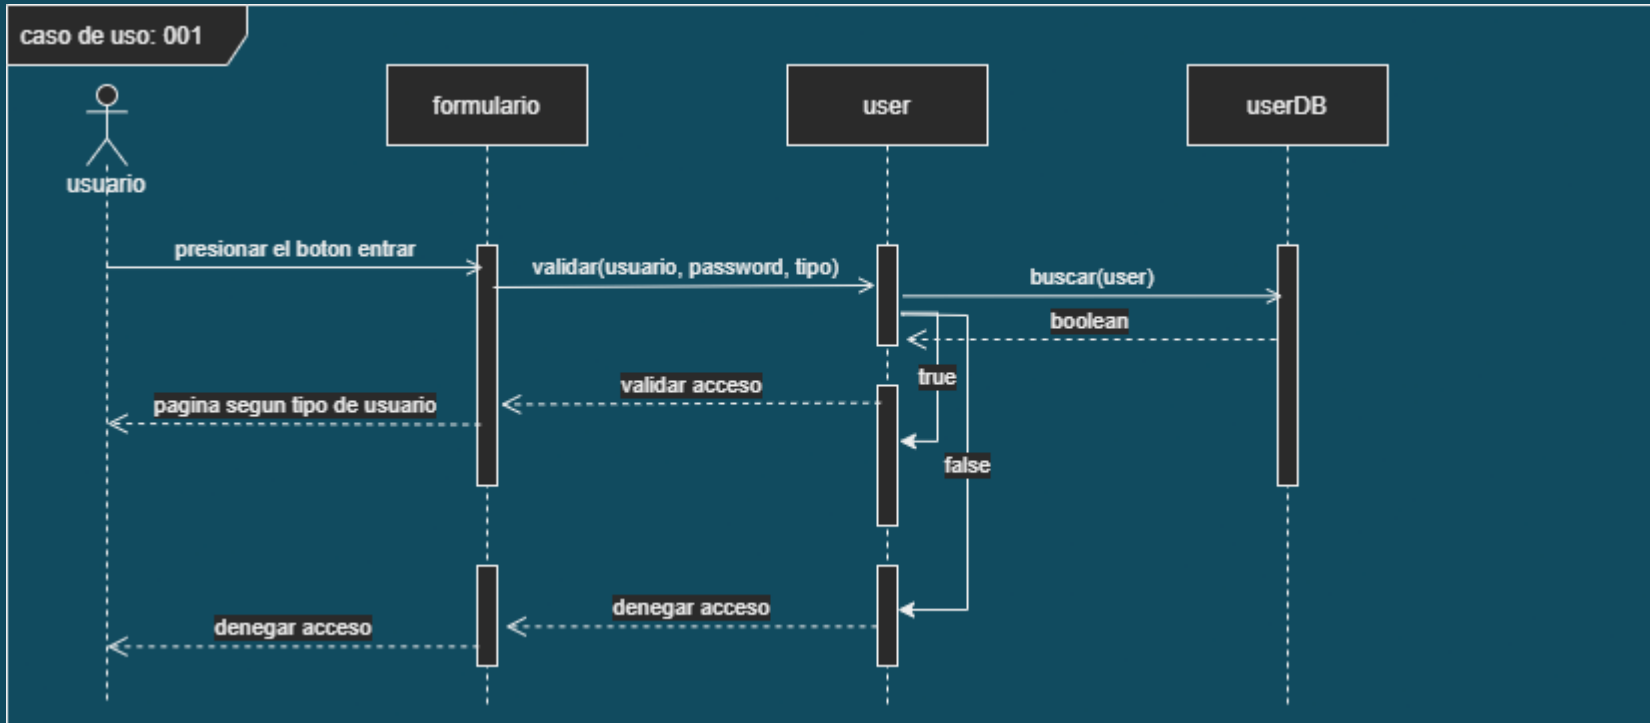 caso de uso: 001
formulario
user
userDB
usuario
presionar el boton entrar
validar(usuario, password, tipo)
buscar(user)
boolean
true
validar acceso
pagina segun tipo de usuario
false
denegar acceso
denegar acceso